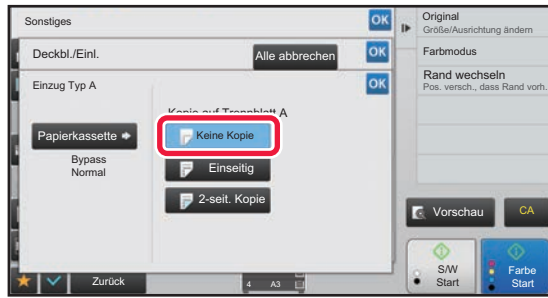 Sonstiges
OK
Deckbl./Einl.
Alle abbrechen
OK
Einzug Typ A
OK
Kopie auf Trennblatt A
Papierkassette
Bypass
Normal
Keine Kopie
Einseitig
2-seit. Kopie
Zurück
4 A3
Original
Größe/Ausrichtung ändern
Farbmodus
Rand wechseln
Pos. versch., dass Rand vorh.
Vorschau
CA
S/W
Start
Farbe
Start